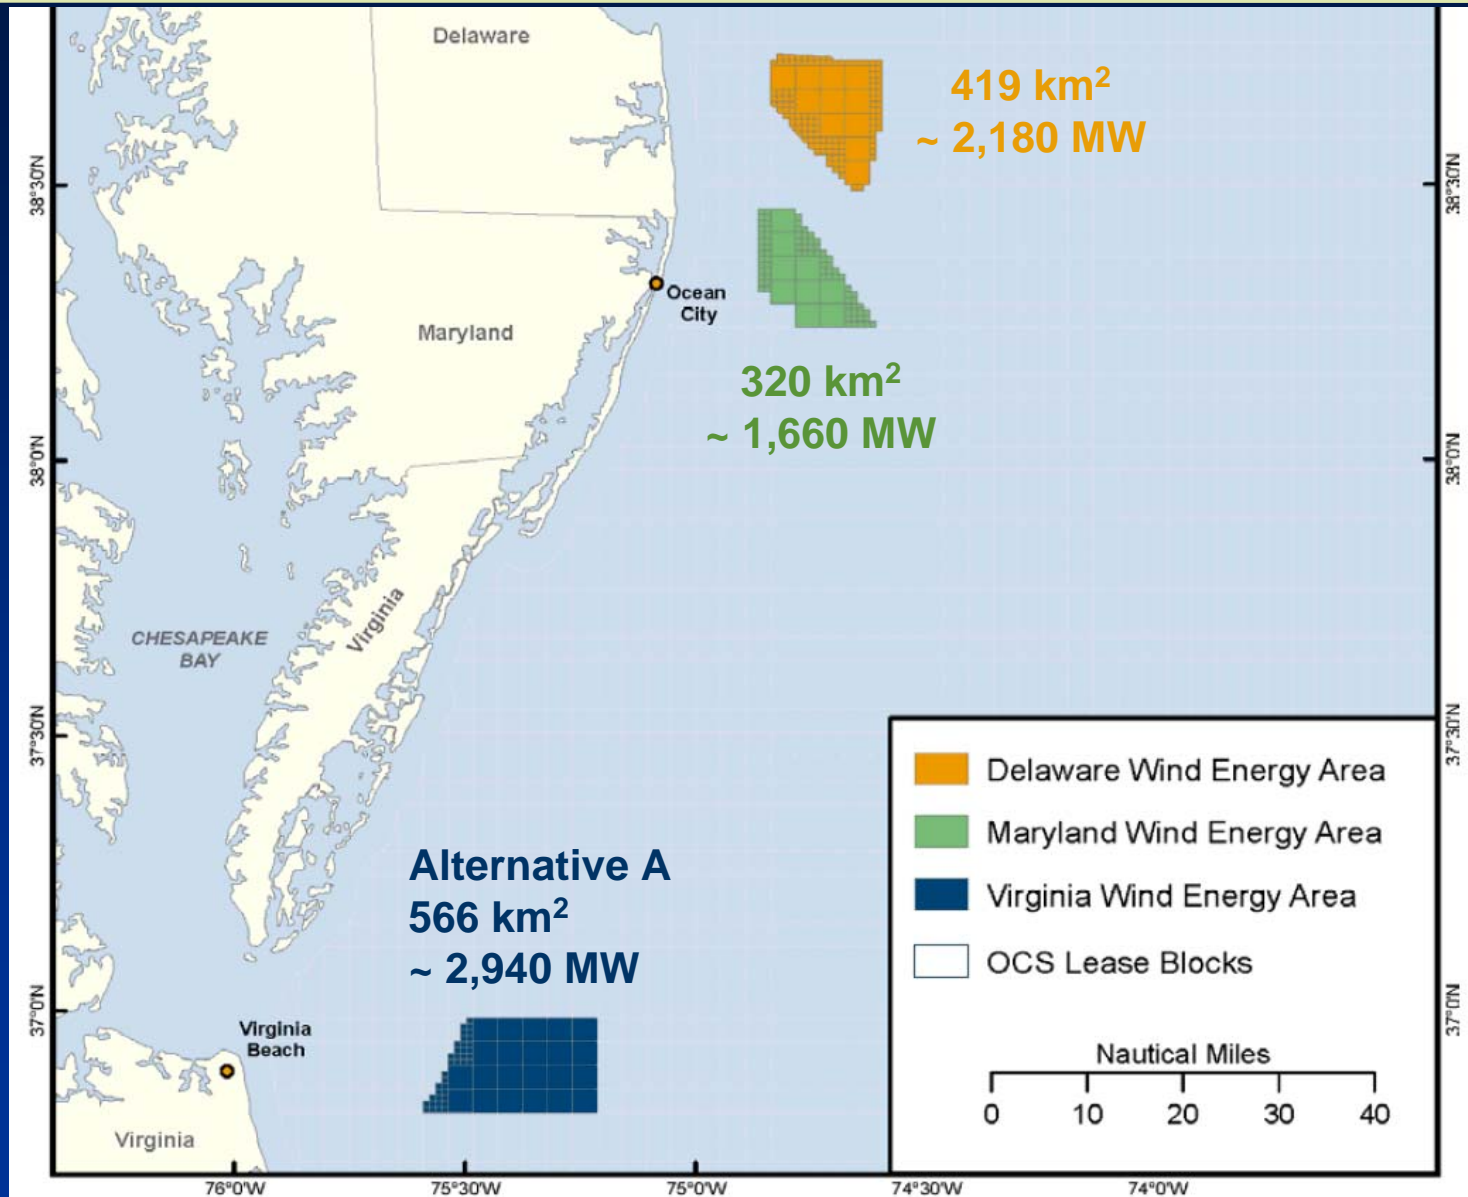 Delaware
419 km²
~ 2,180 MW
38°30'N
38°30'N
Ocean
City
Maryland
320 km²
~ 1,660 MW
38°0'N
38°0'N
Virginia
CHESAPEAKE
BAY
37°30'N
37°30'N
Delaware Wind Energy Area
Maryland Wind Energy Area
Virginia Wind Energy Area
OCS Lease Blocks
Alternative A
566 km²
~ 2,940 MW
37°0'N
37°0'N
Virginia
Beach
Nautical Miles
0 10 20 30 40
Virginia
76°0'W 75°30'W 75°0'W 74°30'W 74°0'W